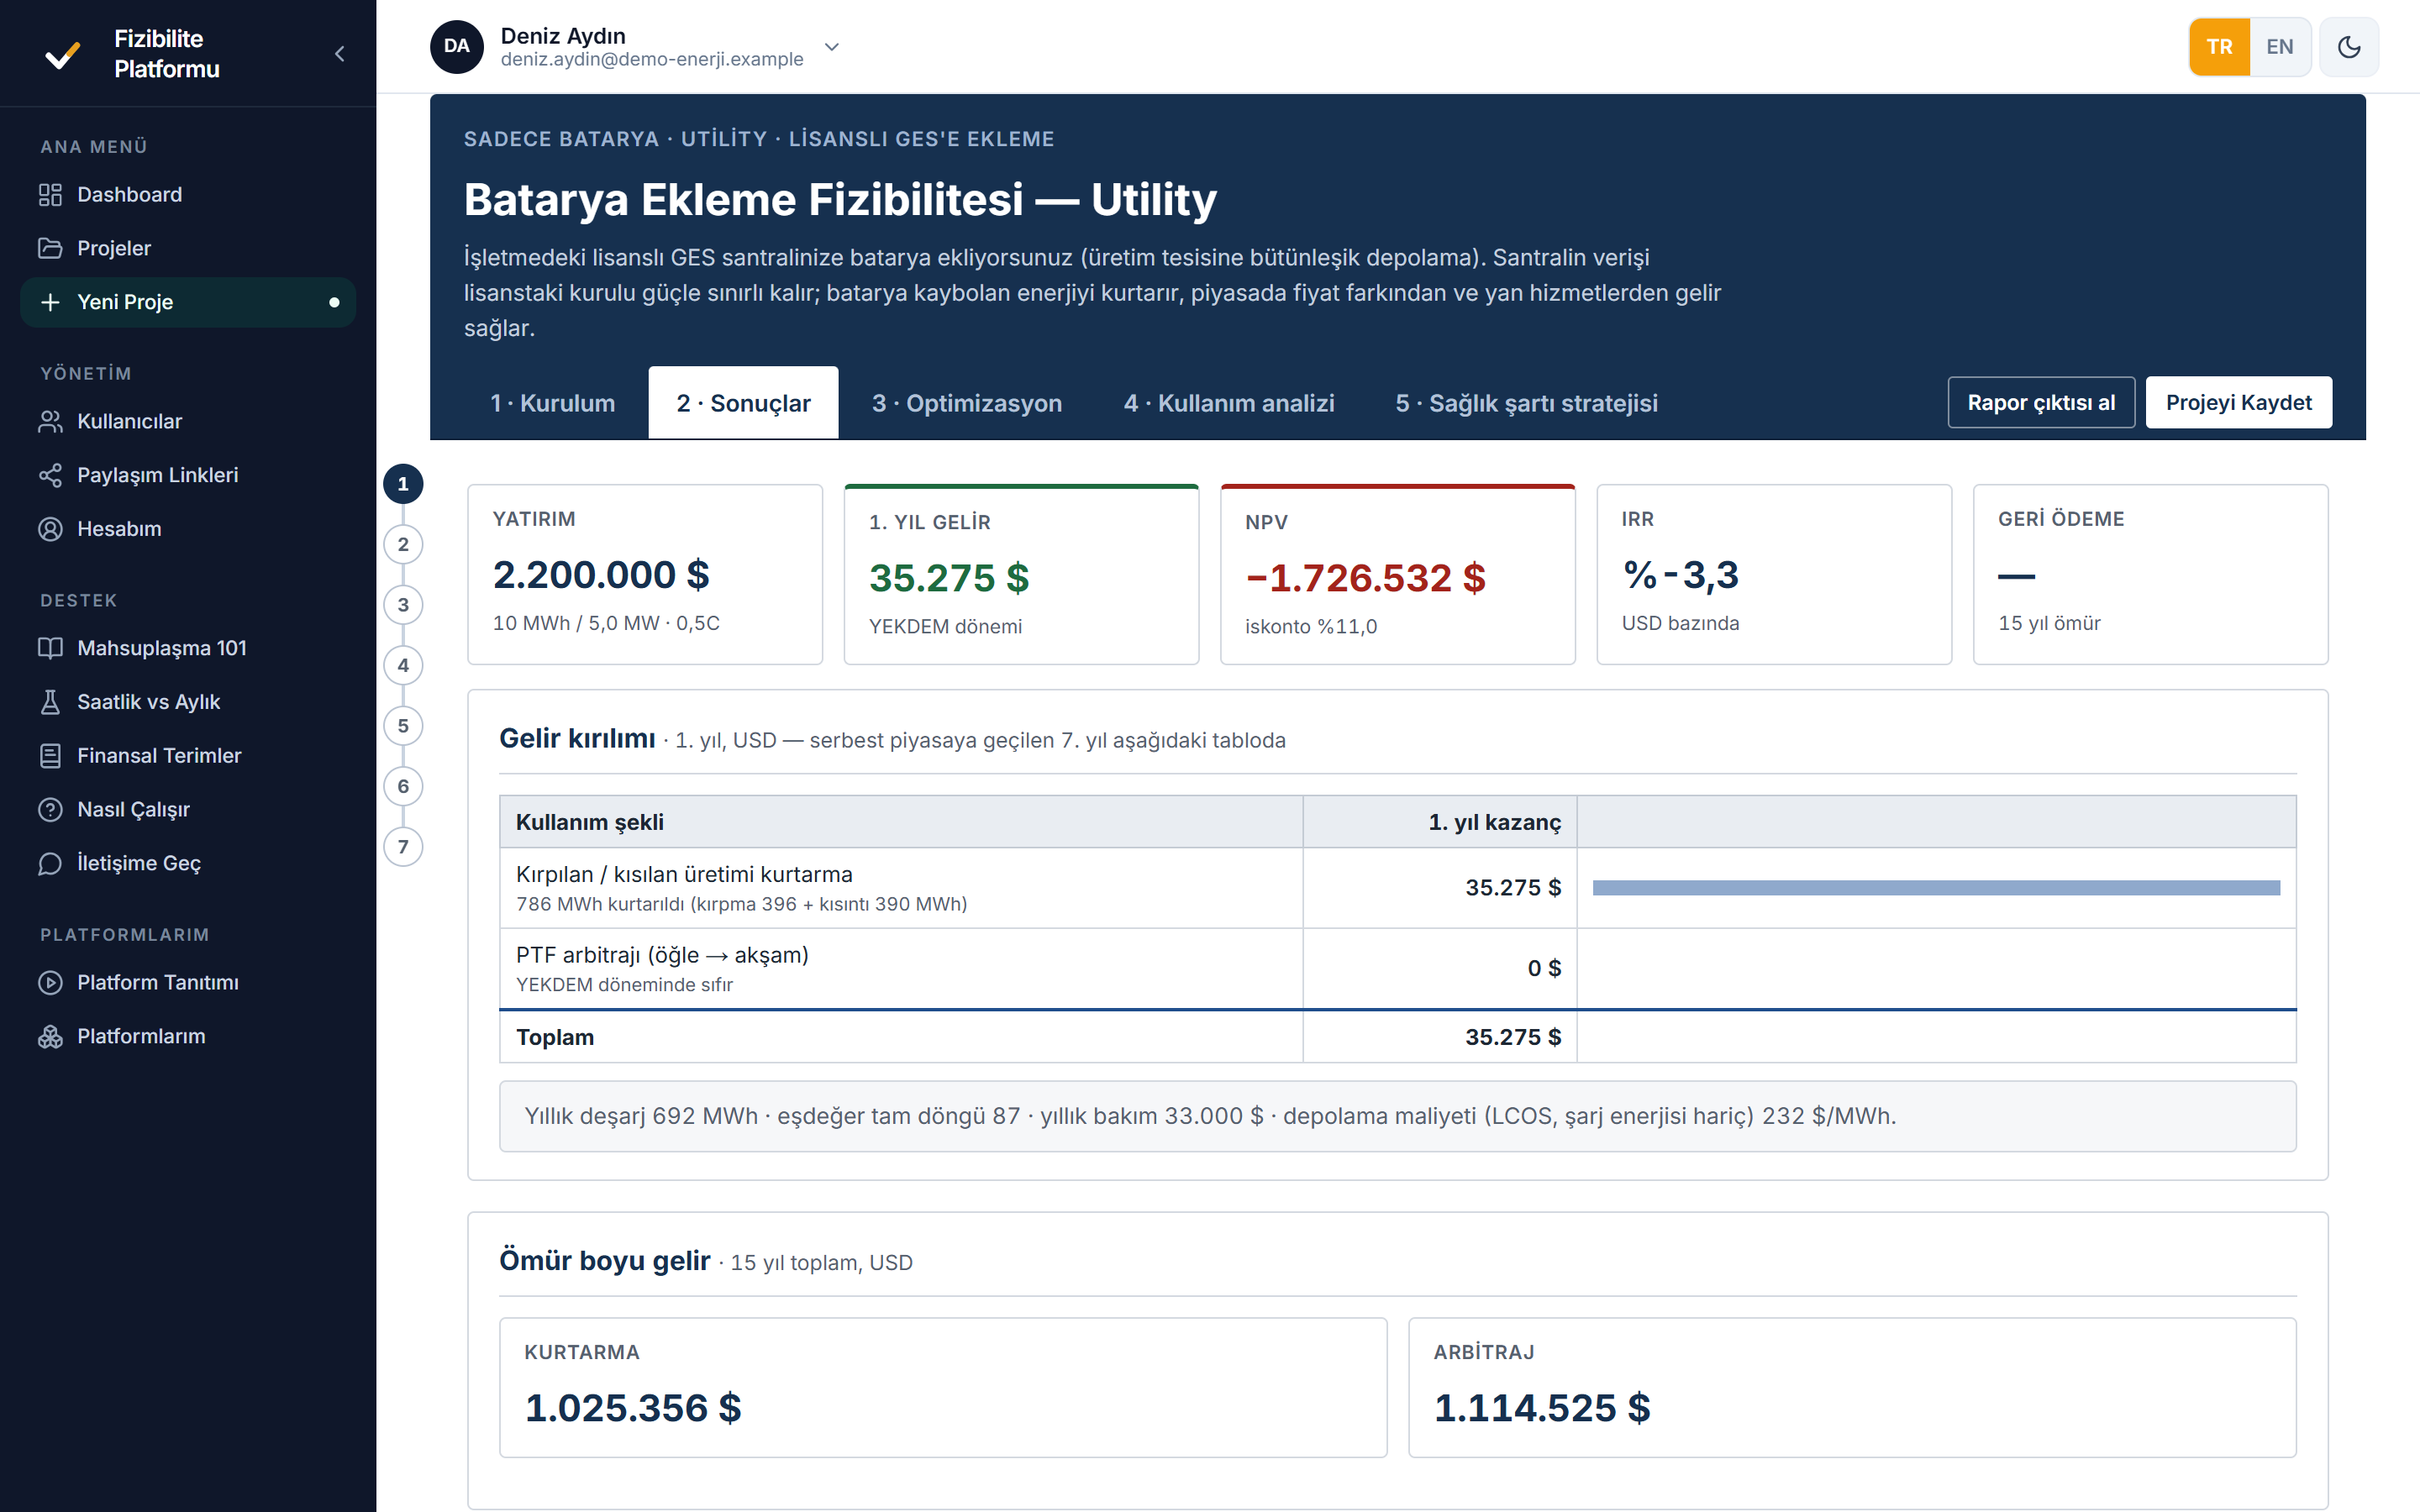 Fizibilite
Platformu
ANA MENÜ
Dashboard
Projeler
Yeni Proje
YÖNETİM
Kullanıcılar
Paylaşım Linkleri
Hesabım
DESTEK
Mahsuplaşma 101
Saatlik vs Aylık
Finansal Terimler
Nasıl Çalışır
İletişime Geç
PLATFORMLARIM
Platform Tanıtımı
Platformlarım
DA
Deniz Aydın
deniz.aydin@demo-enerji.example
TR
EN
SADECE BATARYA · UTİLİTY · LİSANSLI GES'E EKLEME
Batarya Ekleme Fizibilitesi — Utility
İşletmedeki lisanslı GES santralinize batarya ekliyorsunuz (üretim tesisine bütünleşik depolama). Santralin verişi
lisanstaki kurulu güçle sınırlı kalır; batarya kaybolan enerjiyi kurtarır, piyasada fiyat farkından ve yan hizmetlerden gelir
sağlar.
1 · Kurulum
2 · Sonuçlar
3 · Optimizasyon
4 · Kullanım analizi
5 · Sağlık şartı stratejisi
Rapor çıktısı al
Projeyi Kaydet
1
2
3
4
5
6
7
YATIRIM
2.200.000 $
10 MWh / 5,0 MW · 0,5C
1. YIL GELİR
35.275 $
YEKDEM dönemi
NPV
−1.726.532 $
iskonto %11,0
IRR
%-3,3
USD bazında
GERİ ÖDEME
—
15 yıl ömür
Gelir kırılımı · 1. yıl, USD — serbest piyasaya geçilen 7. yıl aşağıdaki tabloda
Kullanım şekli
1. yıl kazanç
Kırpılan / kısılan üretimi kurtarma
786 MWh kurtarıldı (kırpma 396 + kısıntı 390 MWh)
35.275 $
PTF arbitrajı (öğle → akşam)
YEKDEM döneminde sıfır
0 $
Toplam
35.275 $
Yıllık deşarj 692 MWh · eşdeğer tam döngü 87 · yıllık bakım 33.000 $ · depolama maliyeti (LCOS, şarj enerjisi hariç) 232 $/MWh.
Ömür boyu gelir · 15 yıl toplam, USD
KURTARMA
1.025.356 $
ARBİTRAJ
1.114.525 $